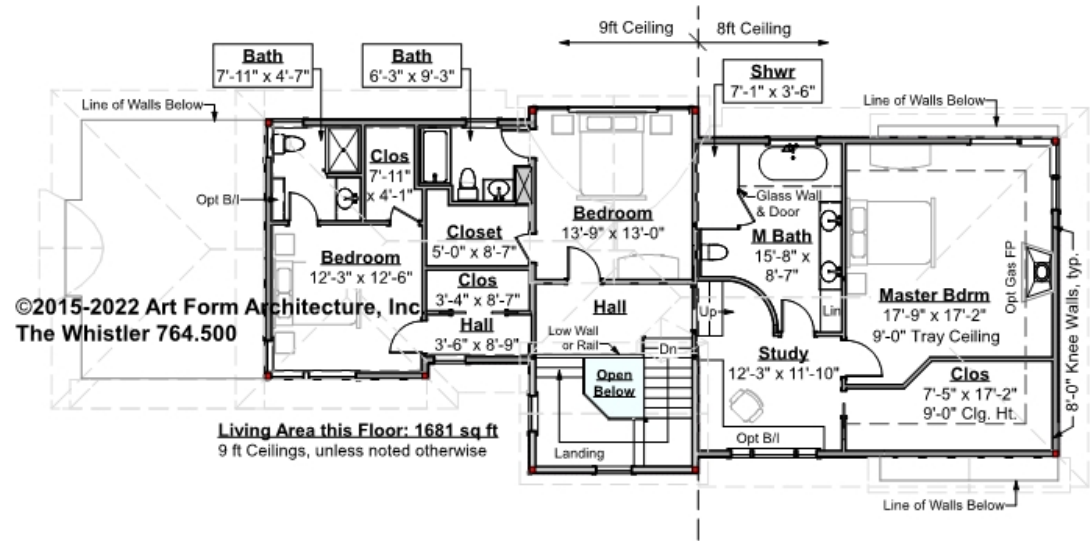 9ft Ceiling
8ft Ceiling
Bath
7'-11" x 4'-7"
Bath
6'-3" x 9'-3"
Shwr
7'-1" x 3'-6"
Line of Walls Below
Line of Walls Below
Clos
7'-11"
x 4'-1"
Opt B/I
Glass Wall
& Door
Bedroom
13'-9" x 13'-0"
Closet
5'-0" x 8'-7"
M Bath
15'-8" x
8'-7"
Bedroom
12'-3" x 12'-6"
Clos
3'-4" x 8'-7"
Opt Gas FP
8'-0" Knee Walls, typ.
©2015-2022 Art Form Architecture, Inc
The Whistler 764.500
Hall
3'-6" x 8'-9"
Hall
Up
Lin
Master Bdrm
17'-9" x 17'-2"
9'-0" Tray Ceiling
Low Wall
or Rail
Dn
Study
12'-3" x 11'-10"
Open
Below
Clos
7'-5" x 17'-2"
9'-0" Clg. Ht.
Living Area this Floor: 1681 sq ft
9 ft Ceilings, unless noted otherwise
Landing
Opt B/I
Line of Walls Below